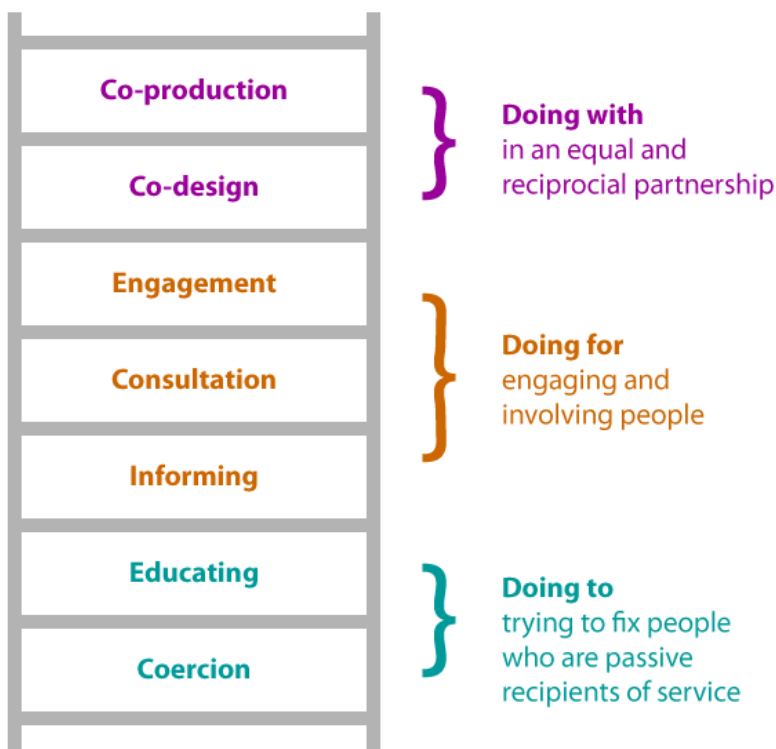 Co-production
Co-design
Doing with
in an equal and
reciprocial partnership
Engagement
Consultation
Informing
Doing for
engaging and
involving people
Educating
Coercion
Doing to
trying to fix people
who are passive
recipients of service